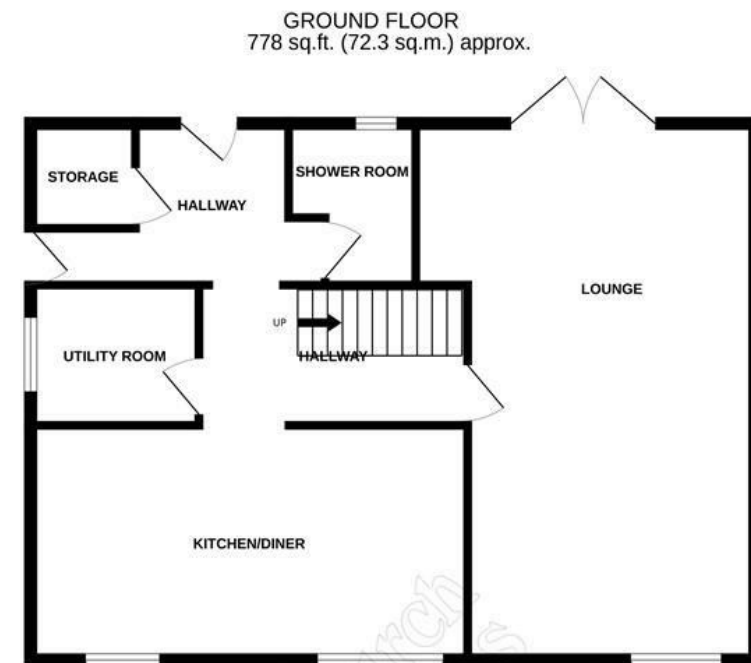 GROUND FLOOR
778 sq.ft. (72.3 sq.m.) approx.
STORAGE
SHOWER ROOM
HALLWAY
LOUNGE
UP
HALLWAY
UTILITY ROOM
KITCHEN/DINER